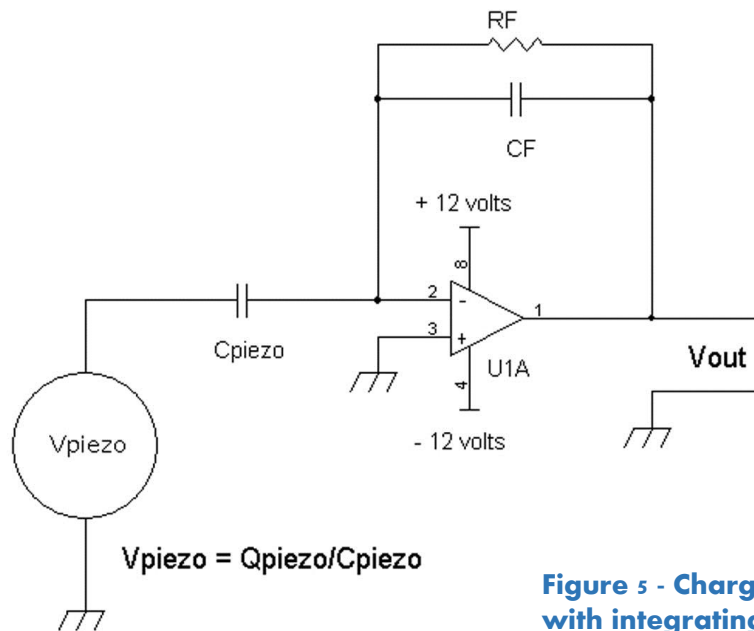 RF
CF
+ 12 volts
8
2
-
1
Cpiezo
3
+
U1A
Vout
4
Vpiezo
- 12 volts
Vpiezo = Qpiezo/Cpiezo
Figure 5 - Charg
with integrating